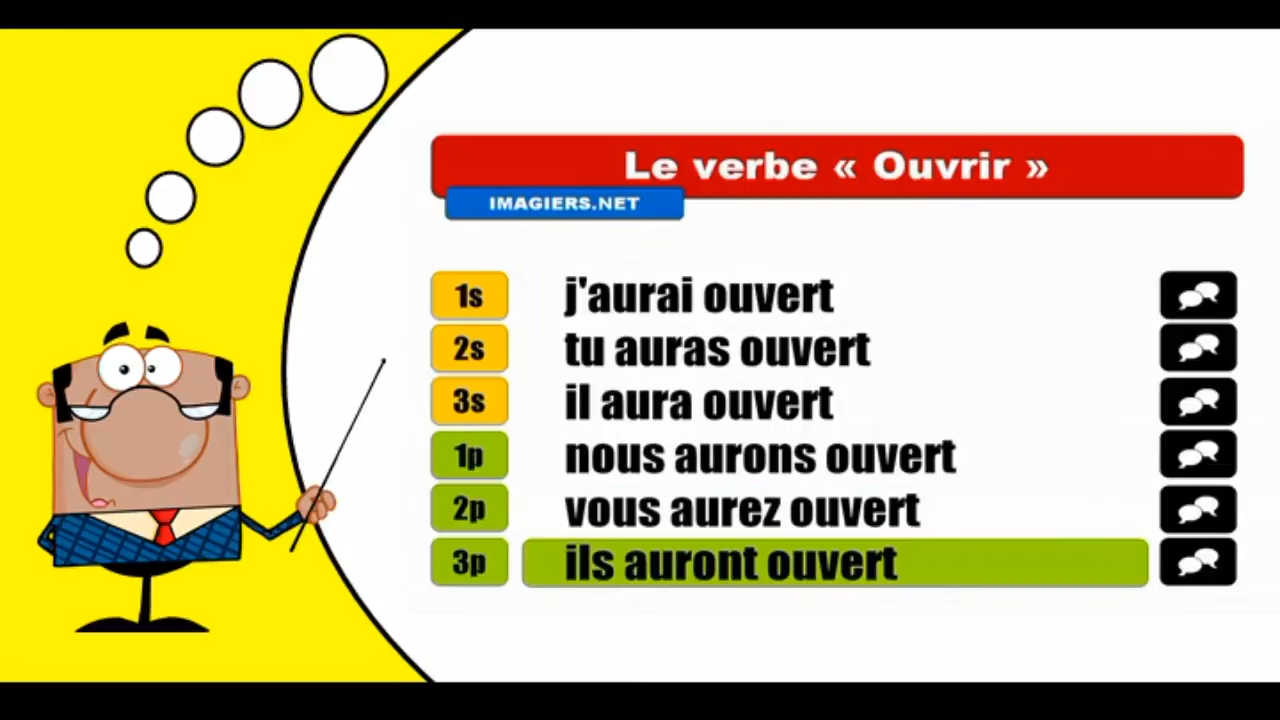 Le verbe « Ouvrir »
IMAGIERS.NET
1s j'aurai ouvert
2s tu auras ouvert
3s il aura ouvert
1p nous aurons ouvert
2p vous aurez ouvert
3p ils auront ouvert